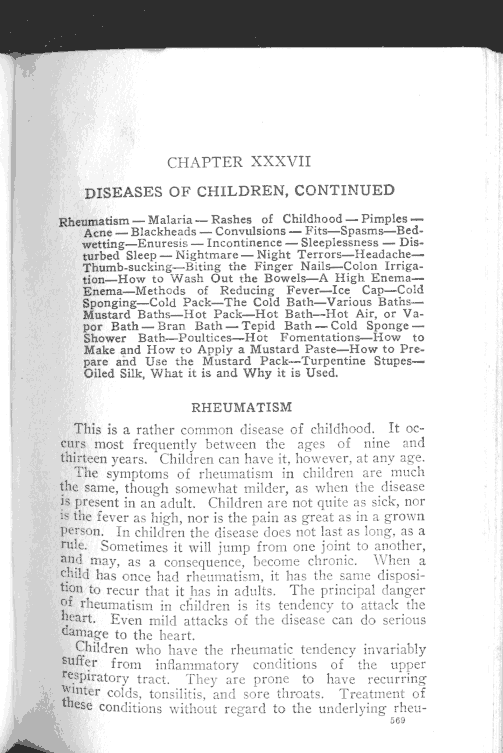 CHAPTER XXXVII
DISEASES OF CHILDREN, CONTINUED
Rheumatism — Malaria — Rashes of Childhood — Pimples —
Acne — Blackheads — Convulsions — Fits—Spasms—Bed-
wetting—Enuresis — Incontinence — Sleeplessness — Dis-
turbed Sleep — Nightmare — Night Terrors—Headache—
Thumb-sucking—Biting the Finger Nails—Colon Irriga-
tion—How to Wash Out the Bowels—A High Enema—
Enema—Methods of Reducing Fever—Ice Cap—Cold
Sponging—Cold Pack—The Cold Bath—Various Baths—
Mustard Baths—Hot Pack—Hot Bath—Hot Air, or Va-
por Bath — Bran Bath — Tepid Bath — Cold Sponge —
Shower Bath—Poultices—Hot Fomentations—How to
Make and How to Apply a Mustard Paste—How to Pre-
pare and Use the Mustard Pack—Turpentine Stupes—
Oiled Silk, What it is and Why it is Used.
RHEUMATISM
This is a rather common disease of childhood. It oc-
curs most frequently between the ages of nine and
thirteen years. Children can have it, however, at any age.
The symptoms of rheumatism in children are much
the same, though somewhat milder, as when the disease
is present in an adult. Children are not quite as sick, nor
is the fever as high, nor is the pain as great as in a grown
person. In children the disease does not last as long, as a
rule. Sometimes it will jump from one joint to another,
and may, as a consequence, become chronic. When a
child has once had rheumatism, it has the same disposi-
tion to recur that it has in adults. The principal danger
of rheumatism in children is its tendency to attack the
heart. Even mild attacks of the disease can do serious
damage to the heart.
Children who have the rheumatic tendency invariably
suffer from inflammatory conditions of the upper
respiratory tract. They are prone to have recurring
winter colds, tonsilitis, and sore throats. Treatment of
these conditions without regard to the underlying rheu-
569